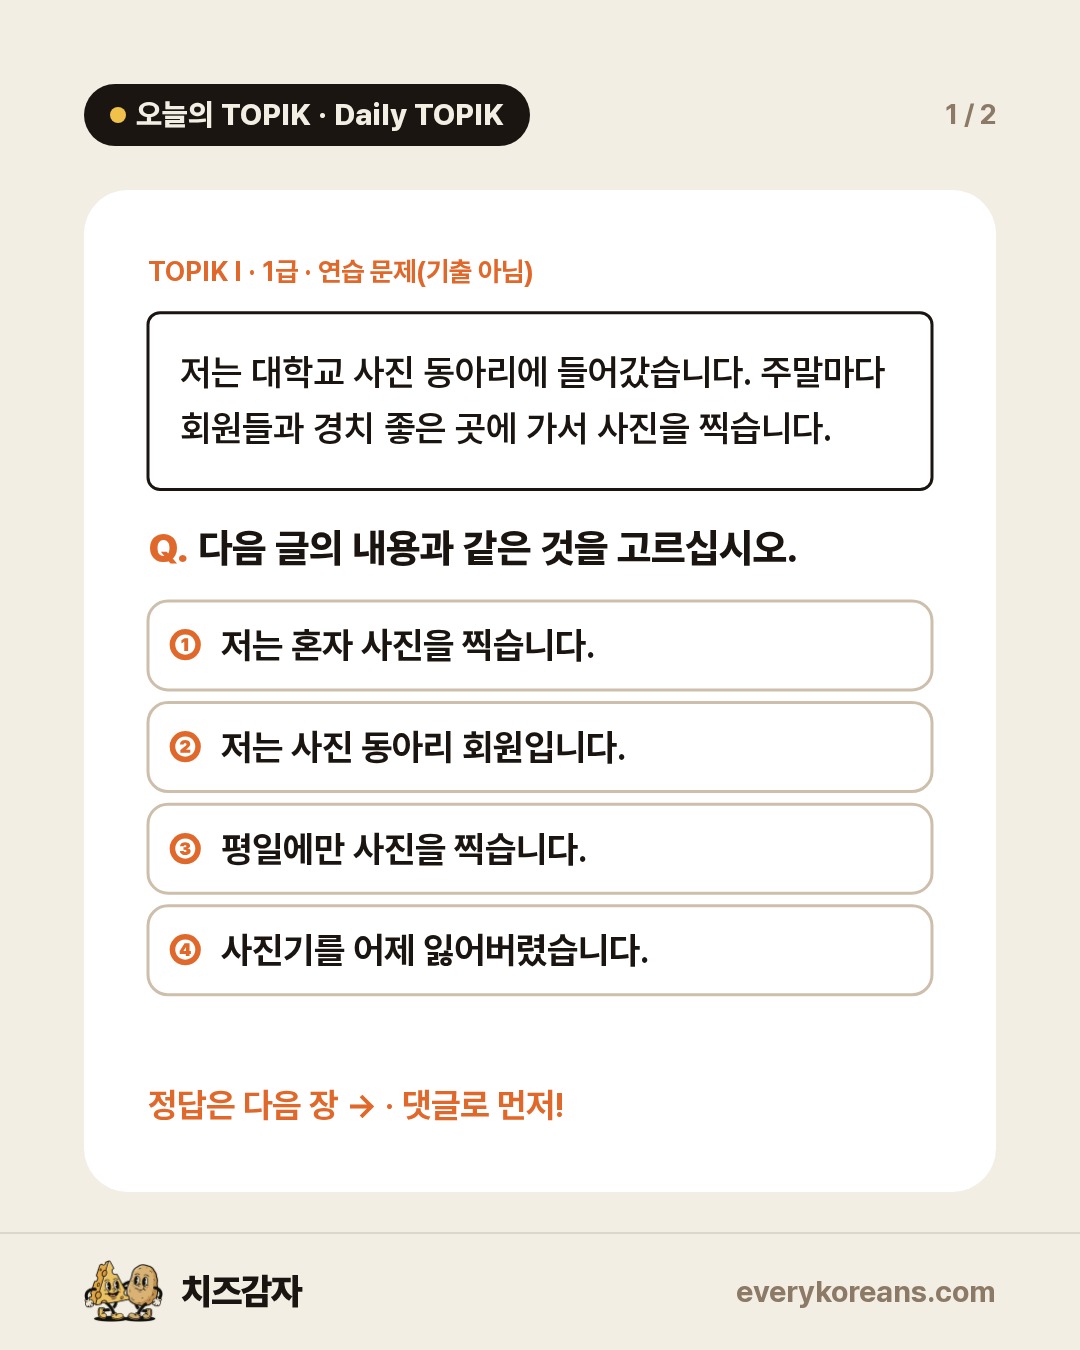 오늘의 TOPIK · Daily TOPIK
1 / 2
TOPIK I · 1급 · 연습 문제(기출 아님)
저는 대학교 사진 동아리에 들어갔습니다. 주말마다
회원들과 경치 좋은 곳에 가서 사진을 찍습니다.
Q. 다음 글의 내용과 같은 것을 고르십시오.
① 저는 혼자 사진을 찍습니다.
② 저는 사진 동아리 회원입니다.
③ 평일에만 사진을 찍습니다.
④ 사진기를 어제 잃어버렸습니다.
정답은 다음 장 → · 댓글로 먼저!
치즈감자
everykoreans.com